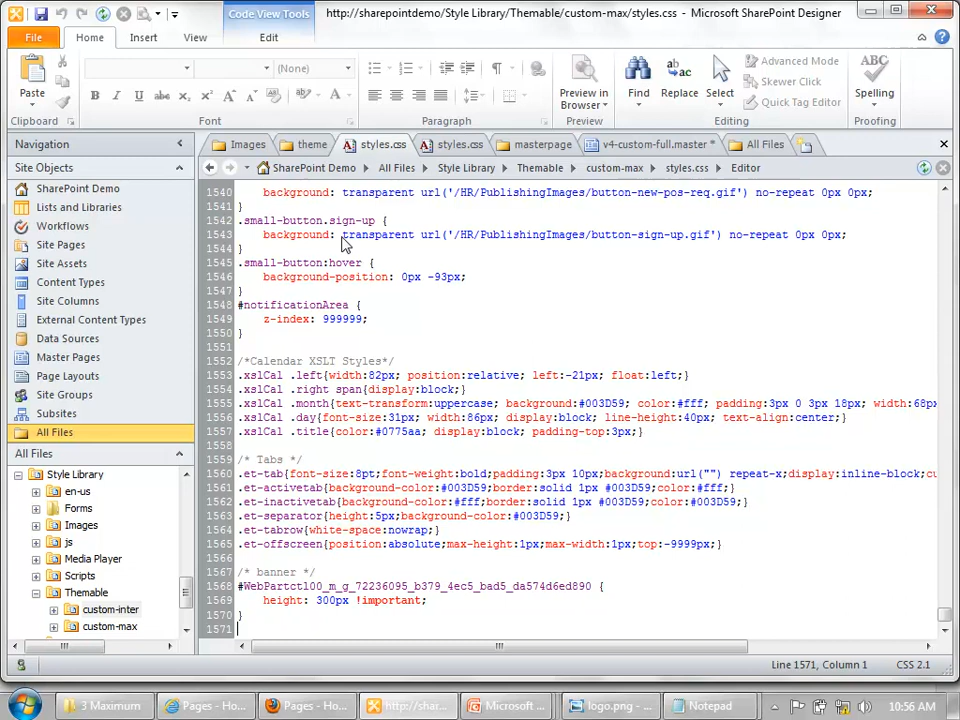 Code View Tools
http://sharepointdemo/Style Library/Themable/custom-max/styles.css - Microsoft SharePoint Designer
File Home Insert View Edit
Paste
Clipboard
(None)
B I U abc
Font
Paragraph
Preview in Browser
Preview
Find Replace Select
Advanced Mode
Skewer Click
Quick Tag Editor
Editing
ABC
Spelling
Proofing
Navigation
Site Objects
SharePoint Demo
Lists and Libraries
Workflows
Site Pages
Site Assets
Content Types
Site Columns
External Content Types
Data Sources
Master Pages
Page Layouts
Site Groups
Subsites
All Files
All Files
Style Library
en-us
Forms
Images
js
Media Player
Scripts
Themable
custom-inter
custom-max
Images theme styles.css styles.css masterpage v4-custom-full.master * All Files
SharePoint Demo All Files Style Library Themable custom-max styles.css Editor
1540 background: transparent url('/HR/PublishingImages/button-new-pos-req.gif') no-repeat 0px 0px;
1541 }
1542 .small-button.sign-up {
1543 background: transparent url('/HR/PublishingImages/button-sign-up.gif') no-repeat 0px 0px;
1544 }
1545 .small-button:hover {
1546 background-position: 0px -93px;
1547 }
1548 #notificationArea {
1549 z-index: 999999;
1550 }
1551
1552 /*Calendar XSLT Styles*/
1553 .xslCal .left{width:82px; position:relative; left:-21px; float:left;}
1554 .xslCal .right span{display:block;}
1555 .xslCal .month{text-transform:uppercase; background:#003D59; color:#fff; padding:3px 0 3px 18px; width:68px
1556 .xslCal .day{font-size:31px; width:86px; display:block; line-height:40px; text-align:center;}
1557 .xslCal .title{color:#0775aa; display:block; padding-top:3px;}
1558
1559 /* Tabs */
1560 .et-tab{font-size:8pt;font-weight:bold;padding:3px 10px;background:url("") repeat-x;display:inline-block;cu
1561 .et-activetab{background-color:#003D59;border:solid 1px #003D59;color:#fff;}
1562 .et-inactivetab{background-color:#fff;border:solid 1px #003D59;color:#003D59;}
1563 .et-separator{height:5px;background-color:#003D59;}
1564 .et-tabrow{white-space:nowrap;}
1565 .et-offscreen{position:absolute;max-height:1px;max-width:1px;top:-9999px;}
1566
1567 /* banner */
1568 #WebPartctl00_m_g_72236095_b379_4ec5_bad5_da574d6ed890 {
1569 height: 300px !important;
1570 }
1571
Line 1571, Column 1 CSS 2.1
3 Maximum Pages - Ho... Pages - Ho... http://shar... Microsoft ... logo.png - ... Notepad 10:56 AM